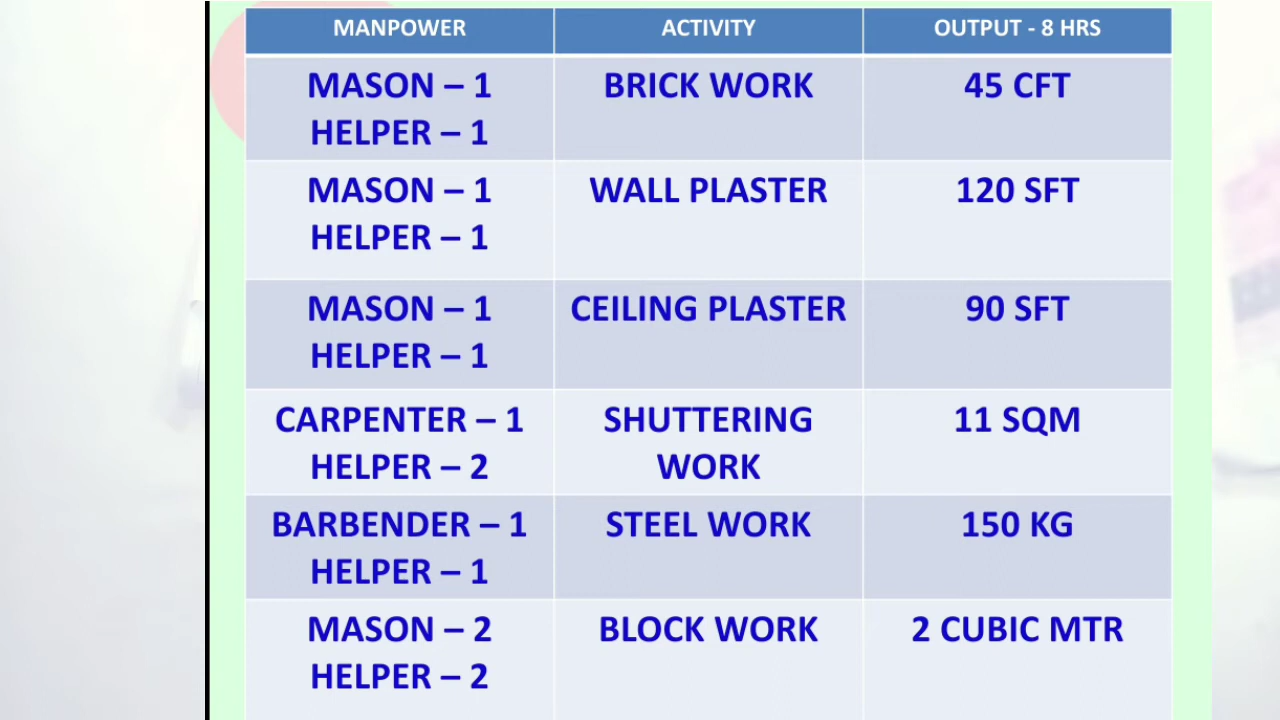 MANPOWER ACTIVITY OUTPUT - 8 HRS
MASON – 1 BRICK WORK 45 CFT
HELPER – 1
MASON – 1 WALL PLASTER 120 SFT
HELPER – 1
MASON – 1 CEILING PLASTER 90 SFT
HELPER – 1
CARPENTER – 1 SHUTTERING 11 SQM
HELPER – 2 WORK
BARBENDER – 1 STEEL WORK 150 KG
HELPER – 1
MASON – 2 BLOCK WORK 2 CUBIC MTR
HELPER – 2